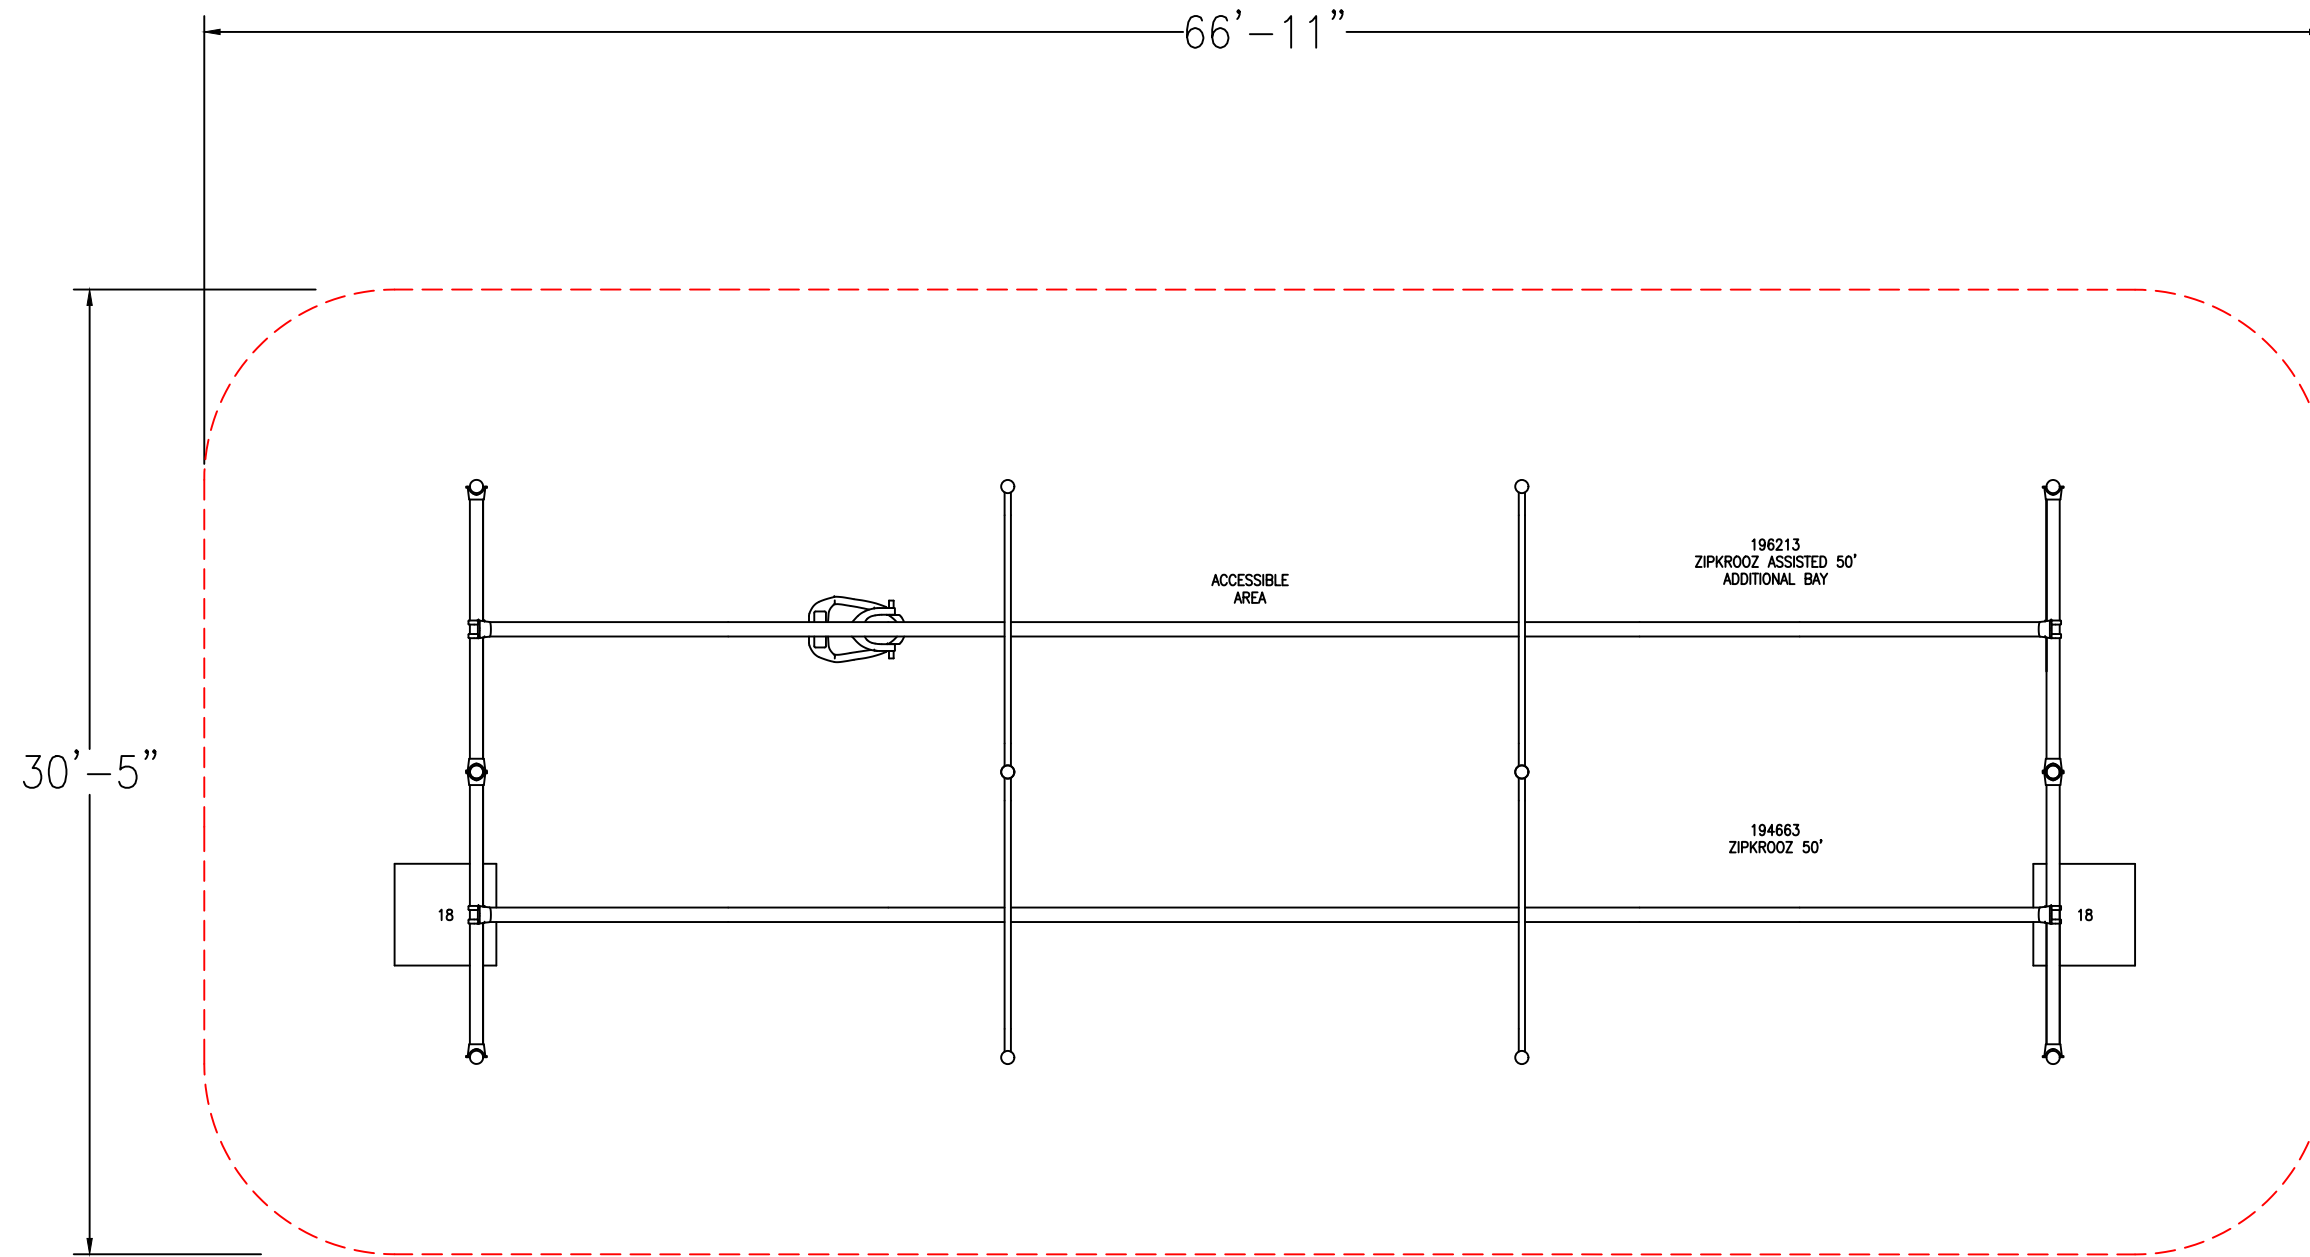 66'-11"
196213
ZIPKROOZ ASSISTED 50'
ADDITIONAL BAY
ACCESSIBLE
AREA
30'-5"
194663
ZIPKROOZ 50'
18
18